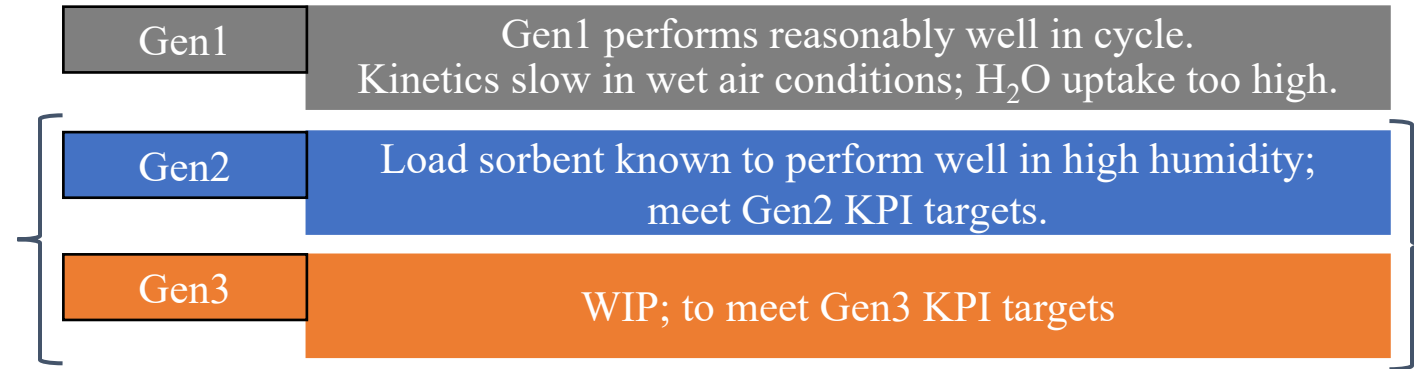 Gen1
Gen1 performs reasonably well in cycle.
Kinetics slow in wet air conditions; H₂O uptake too high.
Gen2
Load sorbent known to perform well in high humidity;
meet Gen2 KPI targets.
Gen3
WIP; to meet Gen3 KPI targets